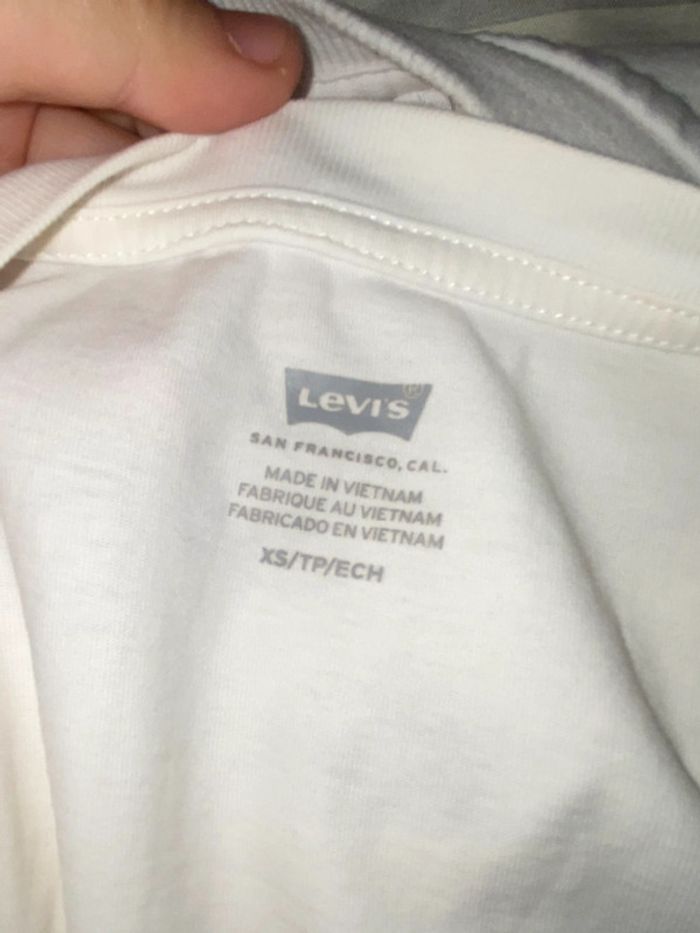 Levi's ®
SAN FRANCISCO, CAL.
MADE IN VIETNAM
FABRIQUE AU VIETNAM
FABRICADO EN VIETNAM
XS/TP/ECH